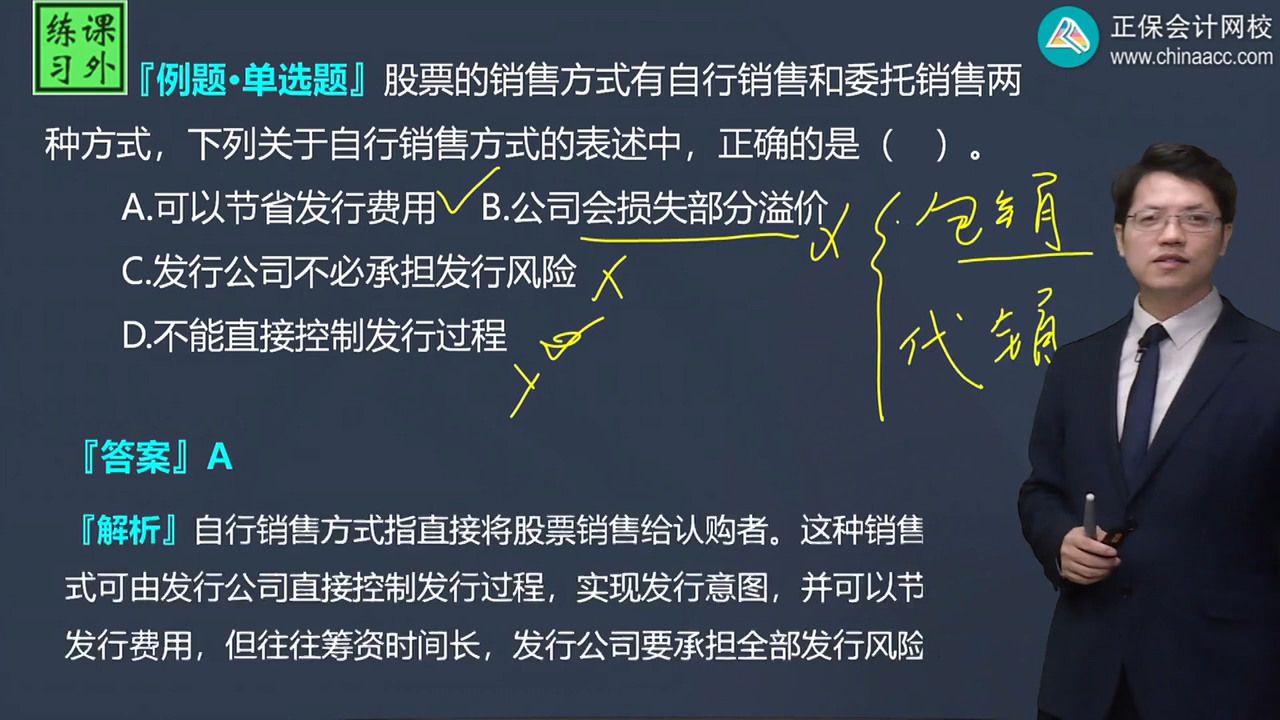 练课
习外
正保会计网校
www.chinaacc.com
『例题·单选题』股票的销售方式有自行销售和委托销售两
种方式，下列关于自行销售方式的表述中，正确的是（ ）。
A.可以节省发行费用 B.公司会损失部分溢价
C.发行公司不必承担发行风险
D.不能直接控制发行过程
包销
代销
『答案』A
『解析』自行销售方式指直接将股票销售给认购者。这种销售
式可由发行公司直接控制发行过程，实现发行意图，并可以节
发行费用，但往往筹资时间长，发行公司要承担全部发行风险